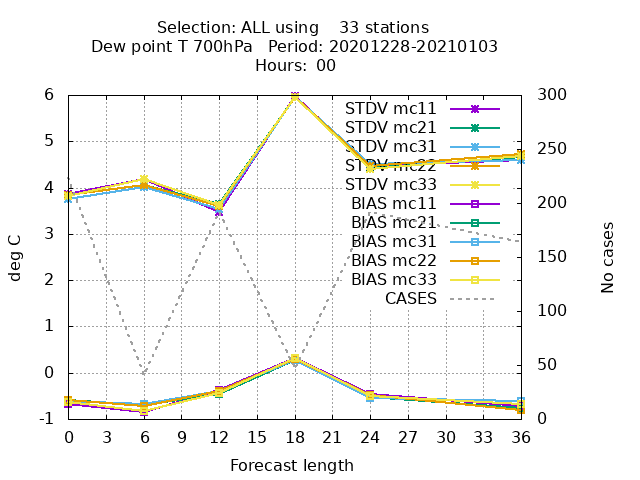 Selection: ALL using 33 stations
Dew point T 700hPa Period: 20201228-20210103
Hours: 00
6
5
4
3
2
1
0
-1
deg C
300
250
200
150
100
50
0
No cases
STDV mc11
STDV mc21
STDV mc31
STDV mc22
STDV mc33
BIAS mc11
BIAS mc21
BIAS mc31
BIAS mc22
BIAS mc33
CASES
0 3 6 9 12 15 18 21 24 27 30 33 36
Forecast length